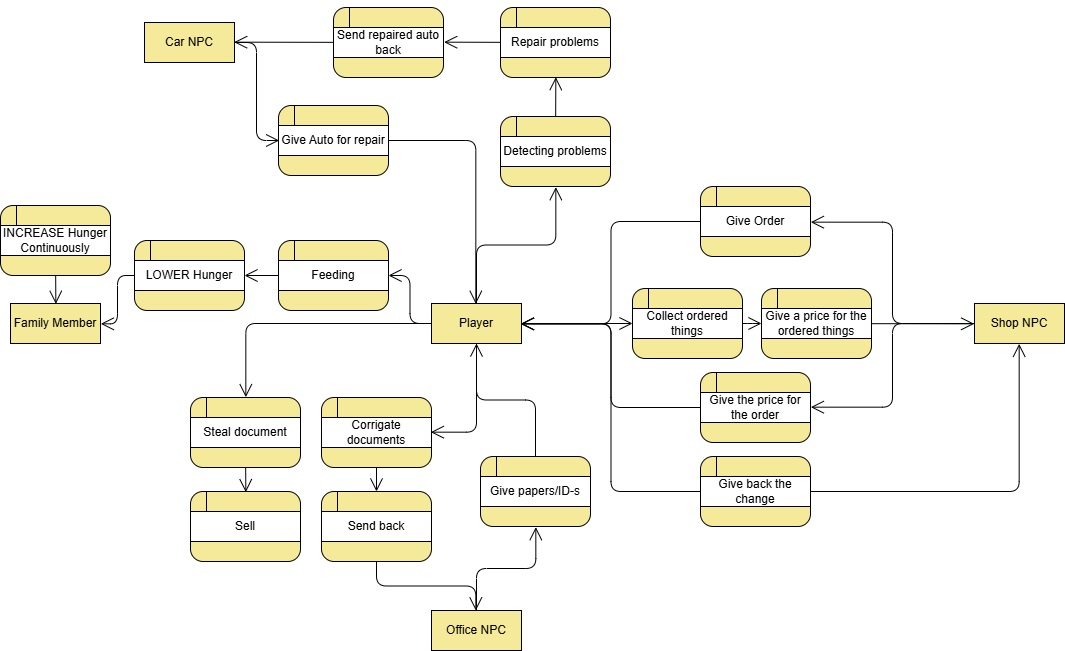 Car NPC
Send repaired auto
back
Repair problems
Give Auto for repair
Detecting problems
INCREASE Hunger
Continuously
LOWER Hunger
Feeding
Give Order
Family Member
Player
Collect ordered
things
Give a price for the
ordered things
Shop NPC
Give the price for
the order
Steal document
Corrigate
documents
Give papers/ID-s
Give back the
change
Sell
Send back
Office NPC